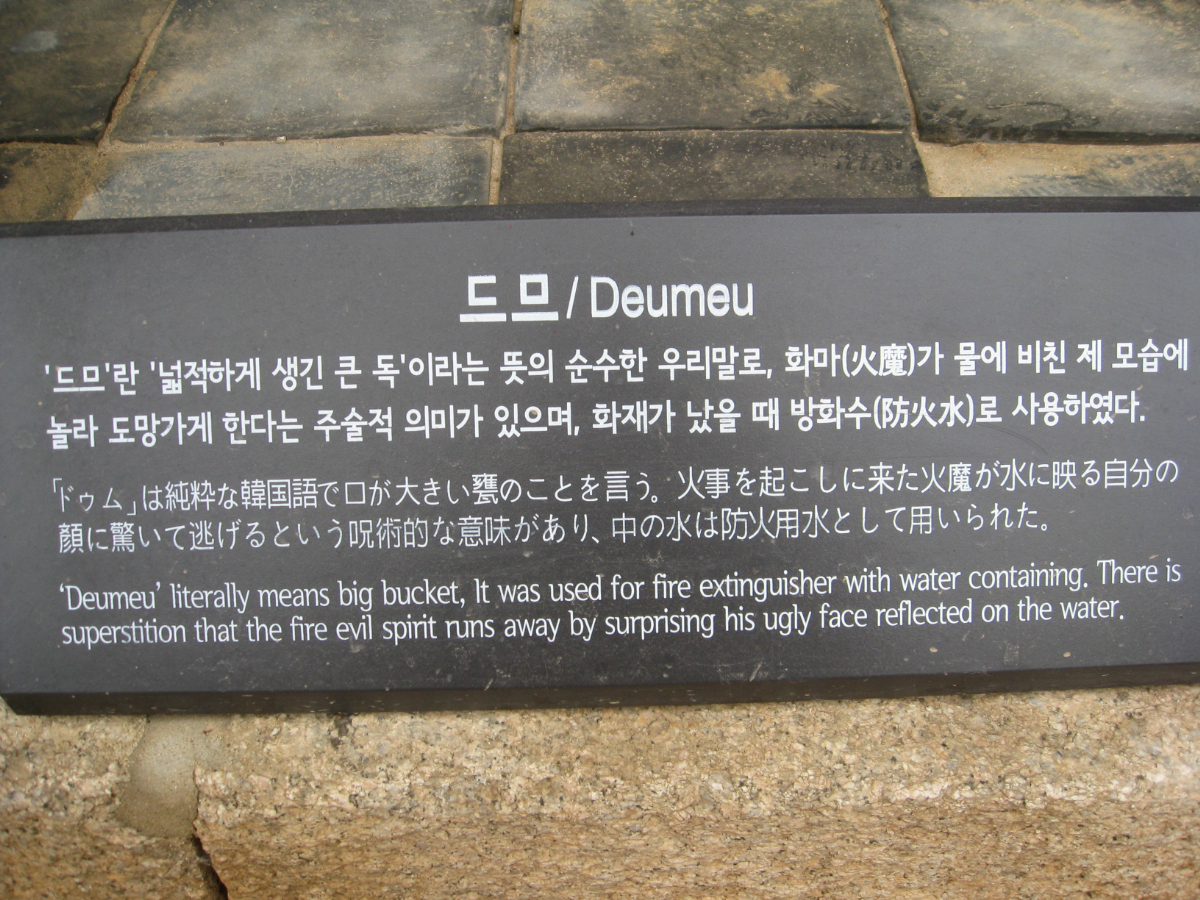 드므 / Deumeu
'드므'란 '넓적하게 생긴 큰 독'이라는 뜻의 순수한 우리말로, 화마(火魔)가 물에 비친 제 모습에
놀라 도망가게 한다는 주술적 의미가 있으며, 화재가 났을 때 방화수(防火水)로 사용하였다.
「ドゥム」は純粋な韓国語で口が大きい甕のことを言う。火事を起こしに来た火魔が水に映る自分の
顔に驚いて逃げるという呪術的な意味があり、中の水は防火用水として用いられた。
‘Deumeu’ literally means big bucket, It was used for fire extinguisher with water containing. There is
superstition that the fire evil spirit runs away by surprising his ugly face reflected on the water.